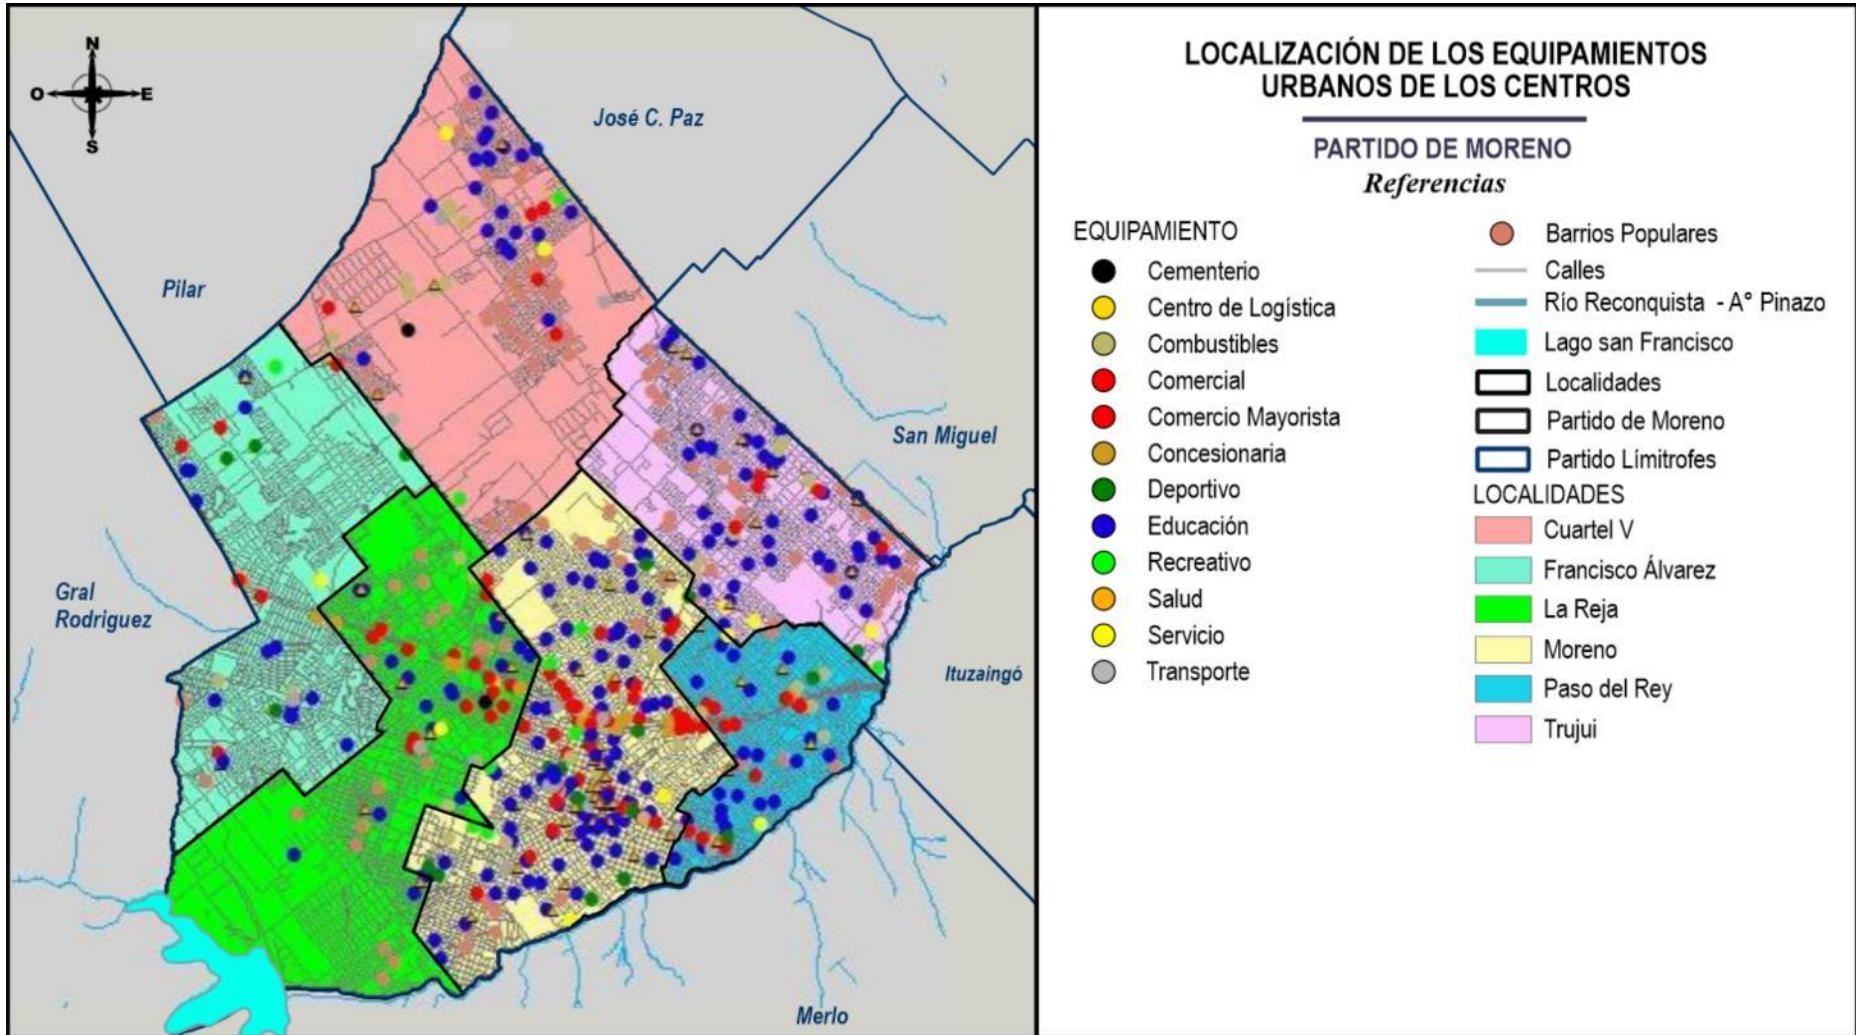 N
O E
S
José C. Paz
Pilar
San Miguel
Gral
Rodriguez
Ituzaingó
Merlo
LOCALIZACIÓN DE LOS EQUIPAMIENTOS
URBANOS DE LOS CENTROS
PARTIDO DE MORENO
Referencias
EQUIPAMIENTO
Cementerio
Centro de Logística
Combustibles
Comercial
Comercio Mayorista
Concesionaria
Deportivo
Educación
Recreativo
Salud
Servicio
Transporte
Barrios Populares
Calles
Río Reconquista - A° Pinazo
Lago san Francisco
Localidades
Partido de Moreno
Partido Límitrofes
LOCALIDADES
Cuartel V
Francisco Álvarez
La Reja
Moreno
Paso del Rey
Trujui